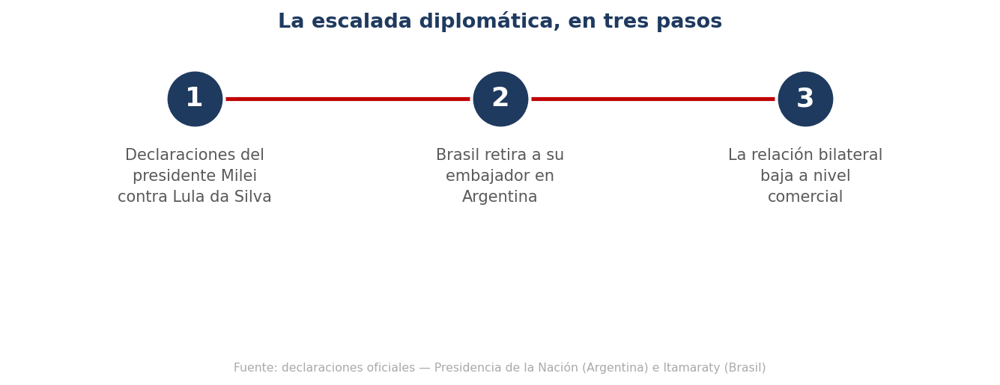 La escalada diplomática, en tres pasos
1
2
3
Declaraciones del
presidente Milei
contra Lula da Silva
Brasil retira a su
embajador en
Argentina
La relación bilateral
baja a nivel
comercial
Fuente: declaraciones oficiales — Presidencia de la Nación (Argentina) e Itamaraty (Brasil)